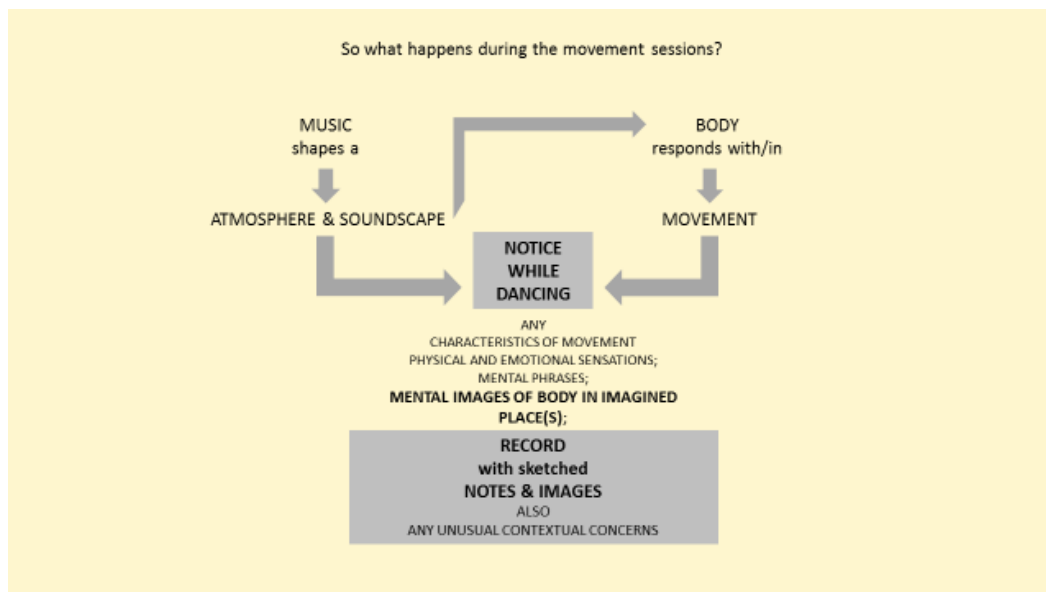 So what happens during the movement sessions?
MUSIC
shapes a
ATMOSPHERE & SOUNDSCAPE
BODY
responds with/in
MOVEMENT
NOTICE
WHILE
DANCING
ANY
CHARACTERISTICS OF MOVEMENT
PHYSICAL AND EMOTIONAL SENSATIONS;
MENTAL PHRASES;
MENTAL IMAGES OF BODY IN IMAGINED
PLACE(S);
RECORD
with sketched
NOTES & IMAGES
ALSO
ANY UNUSUAL CONTEXTUAL CONCERNS